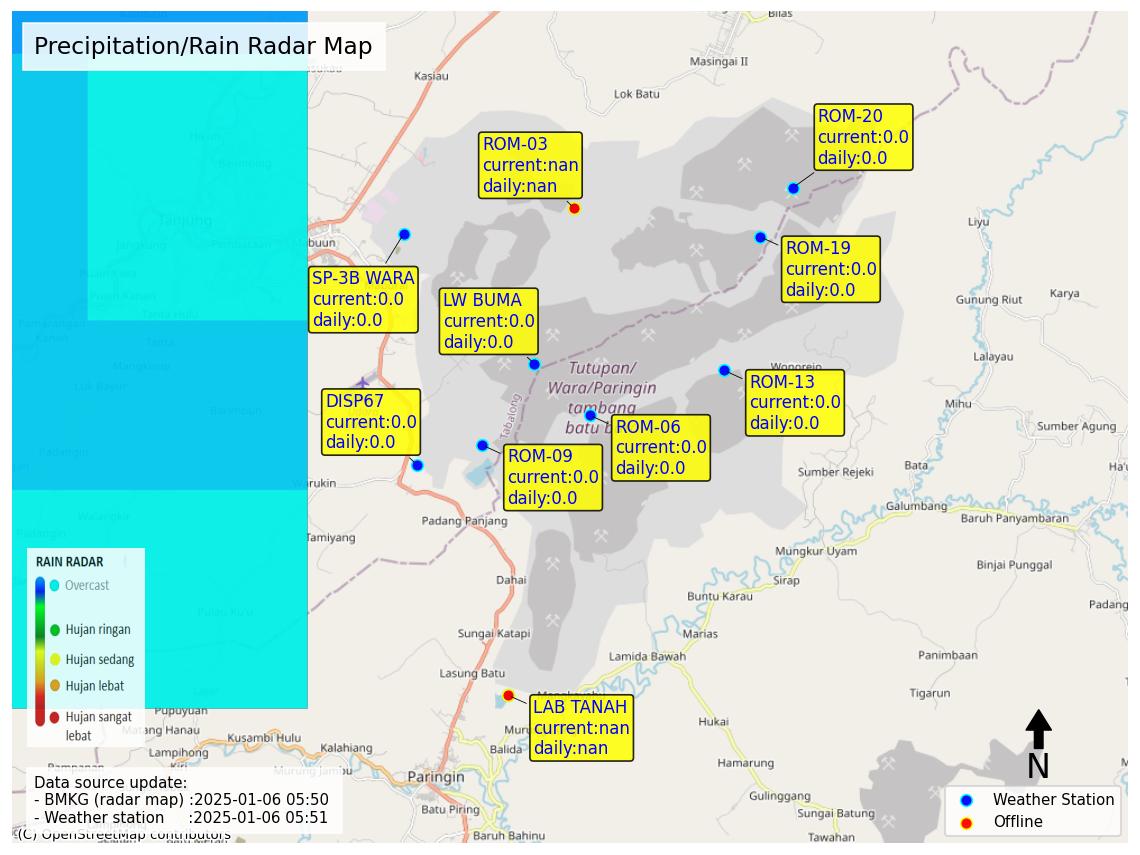 Precipitation/Rain Radar Map
Bilas
Masingai II
Kasiau
Lok Batu
ROM-20
current:0.0
daily:0.0
ROM-03
current:nan
daily:nan
Tanjung
Mabuun
Liyu
ROM-19
current:0.0
daily:0.0
SP-3B WARA
current:0.0
daily:0.0
LW BUMA
current:0.0
daily:0.0
Gunung Riut
Karya
Lalayau
Tutupan/
Wara/Paringin
tambang
batu
Wonorejo
ROM-13
current:0.0
daily:0.0
Mihu
DISP67
current:0.0
daily:0.0
Tabalong
ROM-06
current:0.0
daily:0.0
Sumber Agung
ROM-09
current:0.0
daily:0.0
Bata
Sumber Rejeki
Warukin
Galumbang
Baruh Panyambaran
Padang Panjang
Tamiyang
Mungkur Uyam
Binjai Punggal
Dahai
Sirap
Buntu Karau
RAIN RADAR
Overcast
Hujan ringan
Hujan sedang
Hujan lebat
Hujan sangat
lebat
Sungai Katapi
Marias
Lamida Bawah
Panimbaan
Lasung Batu
Tigarun
LAB TANAH
current:nan
daily:nan
Pupuyuan
Matang Hanau
Lampihong
Kusambi Hulu
Kalahiang
Murung Jambu
Balida
Hukai
Hamarung
Paringin
Batu Piring
Gulinggang
Sungai Batung
Tawahan
Baruh Bahinu
N
Data source update:
- BMKG (radar map) :2025-01-06 05:50
- Weather station :2025-01-06 05:51
(C) OpenStreetMap contributors
Weather Station
Offline